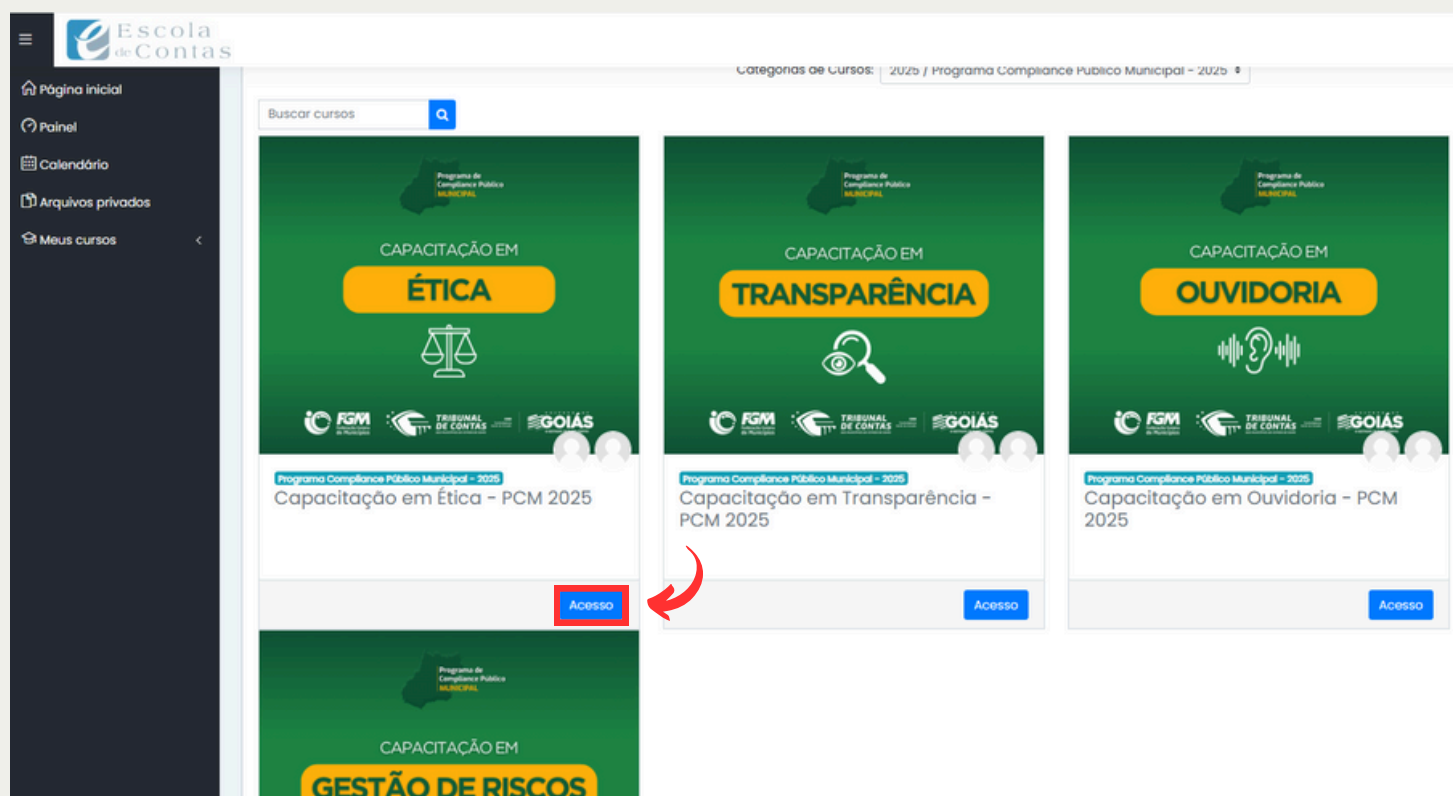 Escola
de Contas
Categorias de Cursos: 2025 / Programa Compliance Público Municipal - 2025
Página inicial
Painel
Calendário
Arquivos privados
Meus cursos
Buscar cursos
Programa de
Compliance Público
MUNICIPAL
CAPACITAÇÃO EM
ÉTICA
FGM
TRIBUNAL
DE CONTAS
GOIÁS
Programa Compliance Público Municipal - 2025
Capacitação em Ética - PCM 2025
Acesso
Programa de
Compliance Público
MUNICIPAL
CAPACITAÇÃO EM
TRANSPARÊNCIA
FGM
TRIBUNAL
DE CONTAS
GOIÁS
Programa Compliance Público Municipal - 2025
Capacitação em Transparência -
PCM 2025
Acesso
Programa de
Compliance Público
MUNICIPAL
CAPACITAÇÃO EM
OUVIDORIA
FGM
TRIBUNAL
DE CONTAS
GOIÁS
Programa Compliance Público Municipal - 2025
Capacitação em Ouvidoria - PCM
2025
Acesso
Programa de
Compliance Público
MUNICIPAL
CAPACITAÇÃO EM
GESTÃO DE RISCOS